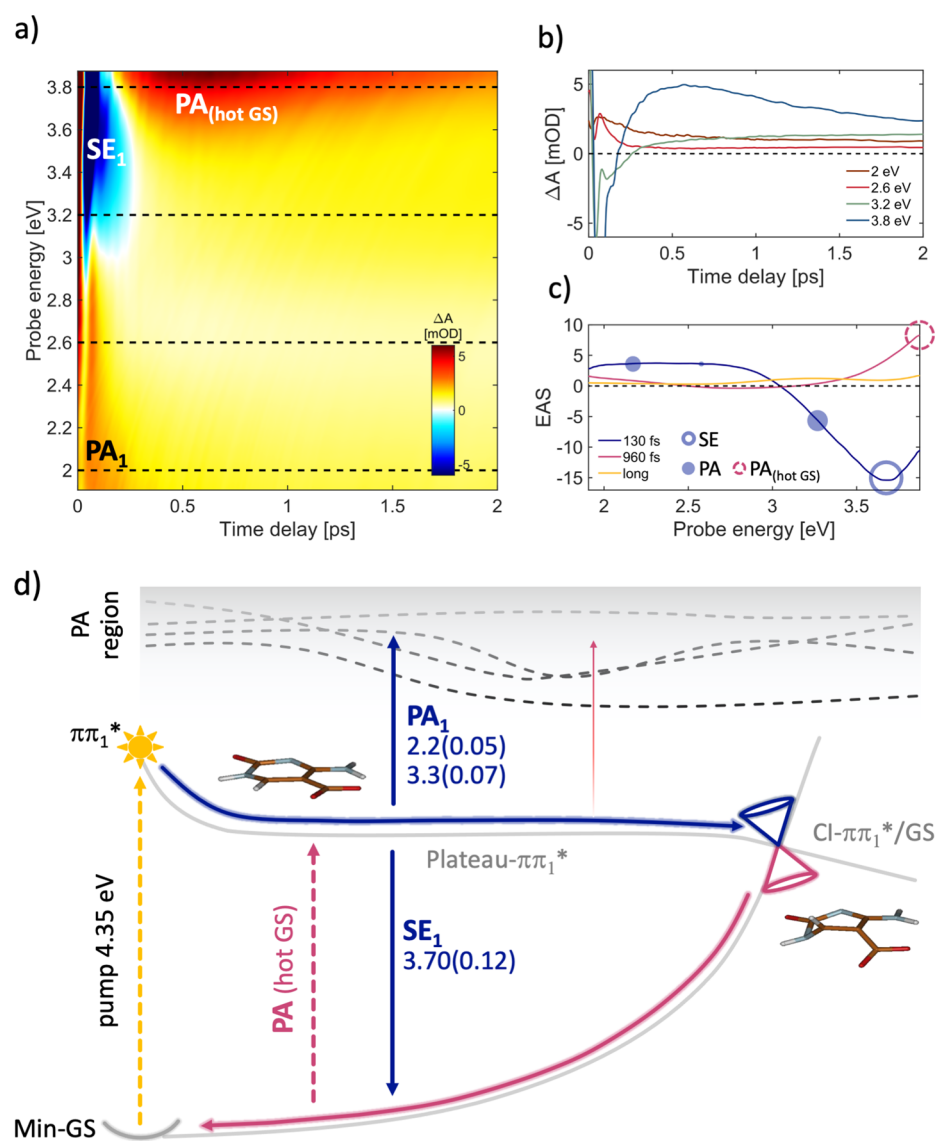 a)
3.8
3.6
3.4
3.2
3
2.8
2.6
2.4
2.2
2
Probe energy [eV]
PA(hot GS)
SE1
PA1
ΔA
[mOD]
5
0
-5
0
0.5
1
1.5
2
Time delay [ps]
b)
5
0
-5
ΔA [mOD]
2 eV
2.6 eV
3.2 eV
3.8 eV
0
0.5
1
1.5
2
Time delay [ps]
c)
10
5
0
-5
-10
-15
EAS
130 fs
960 fs
long
SE
PA
PA(hot GS)
2
2.5
3
3.5
Probe energy [eV]
d)
PA
region
ππ1*
PA1
2.2(0.05)
3.3(0.07)
CI-ππ1*/GS
Plateau-ππ1*
pump 4.35 eV
PA (hot GS)
SE1
3.70(0.12)
Min-GS